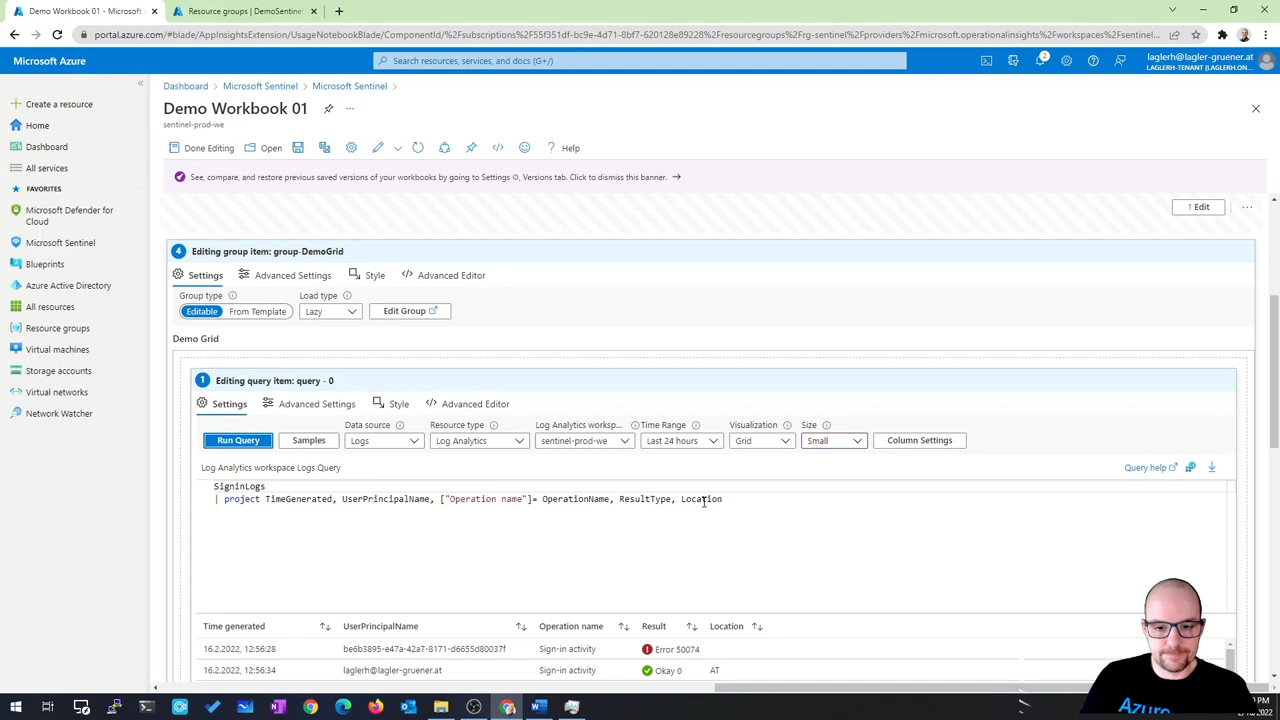 Demo Workbook 01 - Microsoft
Resource groups | DemoSentinel
portal.azure.com/#blade/AppInsightsExtension/UsageNotebookBlade/ComponentId/%2Fsubscriptions%2F55f351df-bc9e-4d71-8bf7-620128e89228%2Fresourcegroups%2Frg-sentinel%2Fproviders%2Fmicrosoft.operationalinsights%2Fworkspaces%2Fsentinel...
Microsoft Azure
Search resources, services, and docs (G+/)
2
laglerh@lagler-gruener.at
LAGLERH-TENANT (LAGLERH.ON...
Create a resource
Home
Dashboard
All services
FAVORITES
Microsoft Defender for
Cloud
Microsoft Sentinel
Blueprints
Azure Active Directory
All resources
Resource groups
Virtual machines
Storage accounts
Virtual networks
Network Watcher
Dashboard > Microsoft Sentinel > Microsoft Sentinel >
Demo Workbook 01
sentinel-prod-we
Done Editing
Open
Help
See, compare, and restore previous saved versions of your workbooks by going to Settings , Versions tab. Click to dismiss this banner. →
↑ Edit
4 Editing group item: group-DemoGrid
Settings
Advanced Settings
Style
Advanced Editor
Group type
Load type
Editable
From Template
Lazy
Edit Group
Demo Grid
1 Editing query item: query - 0
Settings
Advanced Settings
Style
Advanced Editor
Data source
Resource type
Log Analytics worksp...
Time Range
Visualization
Size
Run Query
Samples
Logs
Log Analytics
sentinel-prod-we
Last 24 hours
Grid
Small
Column Settings
Log Analytics workspace Logs Query
Query help
SigninLogs
| project TimeGenerated, UserPrincipalName, ["Operation name"]= OperationName, ResultType, Location
Time generated
UserPrincipalName
Operation name
Result
Location
16.2.2022, 12:56:28
be6b3895-e47a-42a7-8171-d6655d80037f
Sign-in activity
Error 50074
16.2.2022, 12:56:34
laglerh@lagler-gruener.at
Sign-in activity
Okay 0
AT
Azure